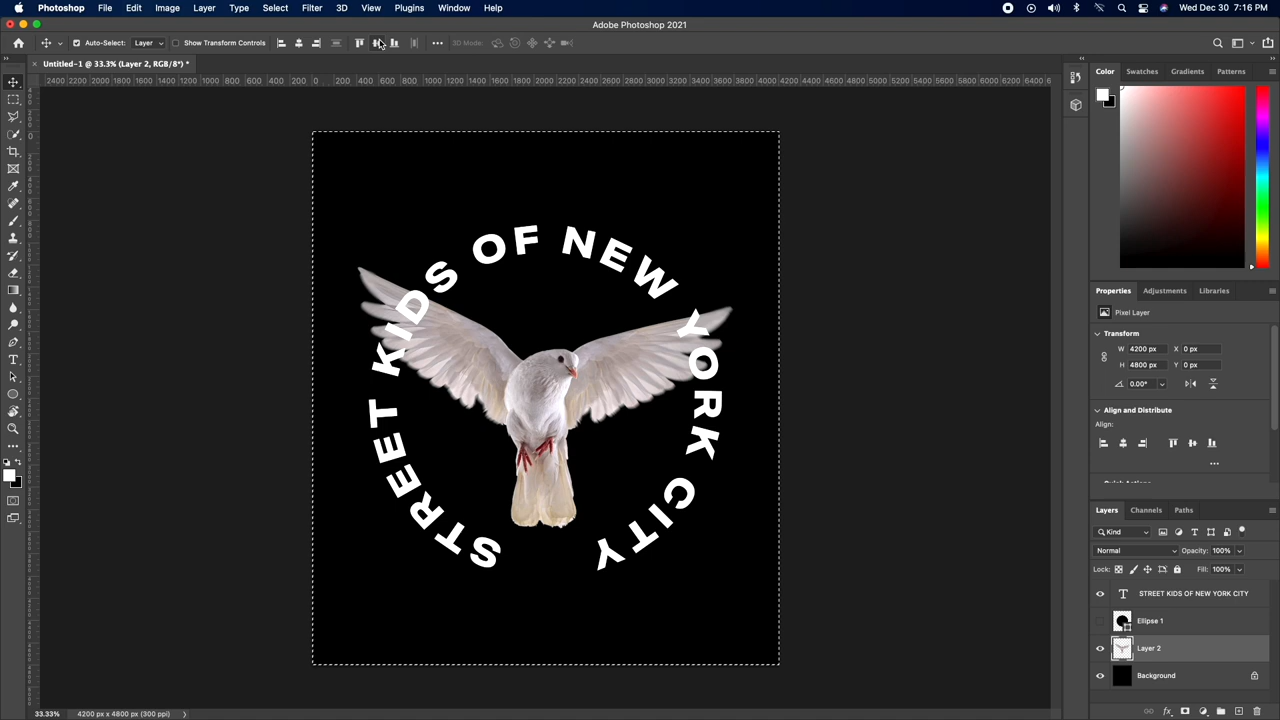 Photoshop File Edit Image Layer Type Select Filter 3D View Plugins Window Help Wed Dec 30 7:16 PM
Adobe Photoshop 2021
Auto-Select: Layer Show Transform Controls 3D Mode:
Untitled-1 @ 33.3% (Layer 2, RGB/8*) *
Color Swatches Gradients Patterns
STREET KIDS OF NEW YORK CITY
Properties Adjustments Libraries
Pixel Layer
Transform
W 4200 px X 0 px
H 4800 px Y 0 px
0.00°
Align and Distribute
Align:
Layers Channels Paths
Kind
Normal Opacity: 100%
Lock: Fill: 100%
T STREET KIDS OF NEW YORK CITY
Ellipse 1
Layer 2
Background
33.33% 4200 px x 4800 px (300 ppi)